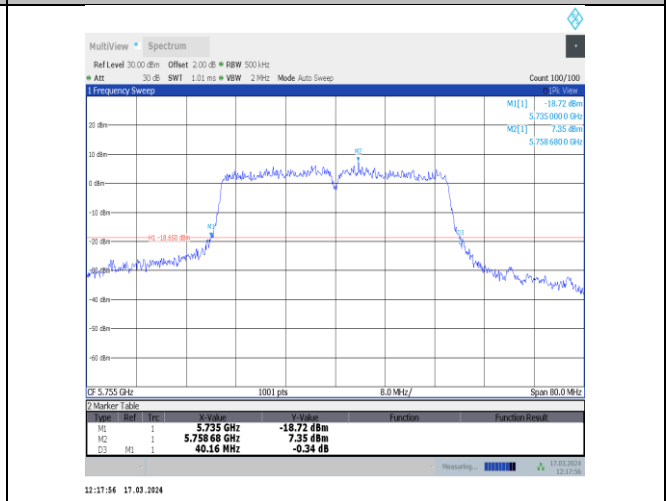 MultiView Spectrum
Ref Level 30.00 dBm Offset 2.00 dB RBW 500 kHz
Att 30 dB SWT 1.01 ms VBW 2 MHz Mode Auto Sweep Count 100/100
1 Frequency Sweep 1Pk View
M1[1] -18.72 dBm
5.735 000 0 GHz
M2[1] 7.35 dBm
5.758 680 0 GHz
20 dBm
M2
10 dBm
0 dBm
-10 dBm
M1
H1 -18.650 dBm
D3
-20 dBm
-30 dBm
-40 dBm
-50 dBm
-60 dBm
CF 5.755 GHz 1001 pts 8.0 MHz/ Span 80.0 MHz
2 Marker Table
Type Ref Trc X-Value Y-Value Function Function Result
M1 1 5.735 GHz -18.72 dBm
M2 1 5.758 68 GHz 7.35 dBm
D3 M1 1 40.16 MHz -0.34 dB
Measuring... 17.03.2024
12:17:56
12:17:56 17.03.2024